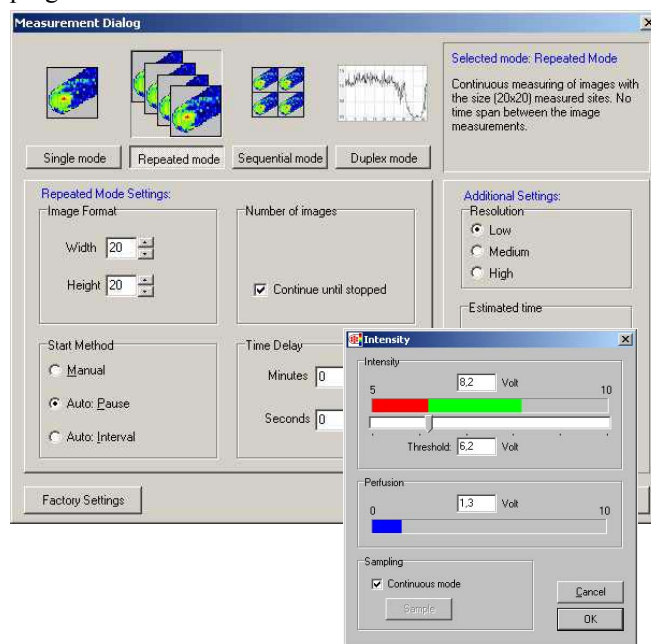 Measurement Dialog
Selected mode: Repeated Mode
Continuous measuring of images with
the size (20x20) measured sites. No
time span between the image
measurements.
Single mode
Repeated mode
Sequential mode
Duplex mode
Repeated Mode Settings:
Image Format
Width 20
Height 20
Number of images
Continue until stopped
Additional Settings:
Resolution
Low
Medium
High
Estimated time
Start Method
Manual
Auto: Pause
Auto: Interval
Time Delay
Minutes 0
Seconds 0
Factory Settings
Intensity
Intensity
5 8,2 Volt 10
Threshold: 6,2 Volt
Perfusion
0 1,3 Volt 10
Sampling
Continuous mode
Sample
Cancel
OK